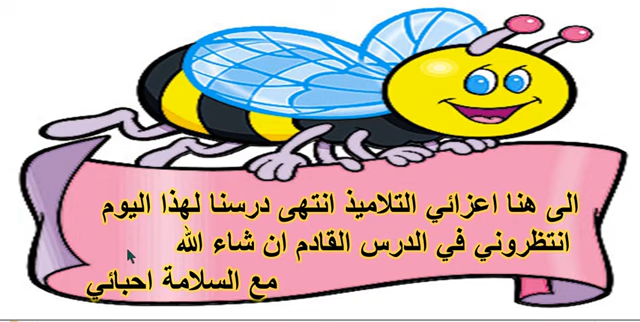 الى هنا اعزائي التلاميذ انتهى درسنا لهذا اليوم
انتظروني في الدرس القادم ان شاء الله
مع السلامة احبائي